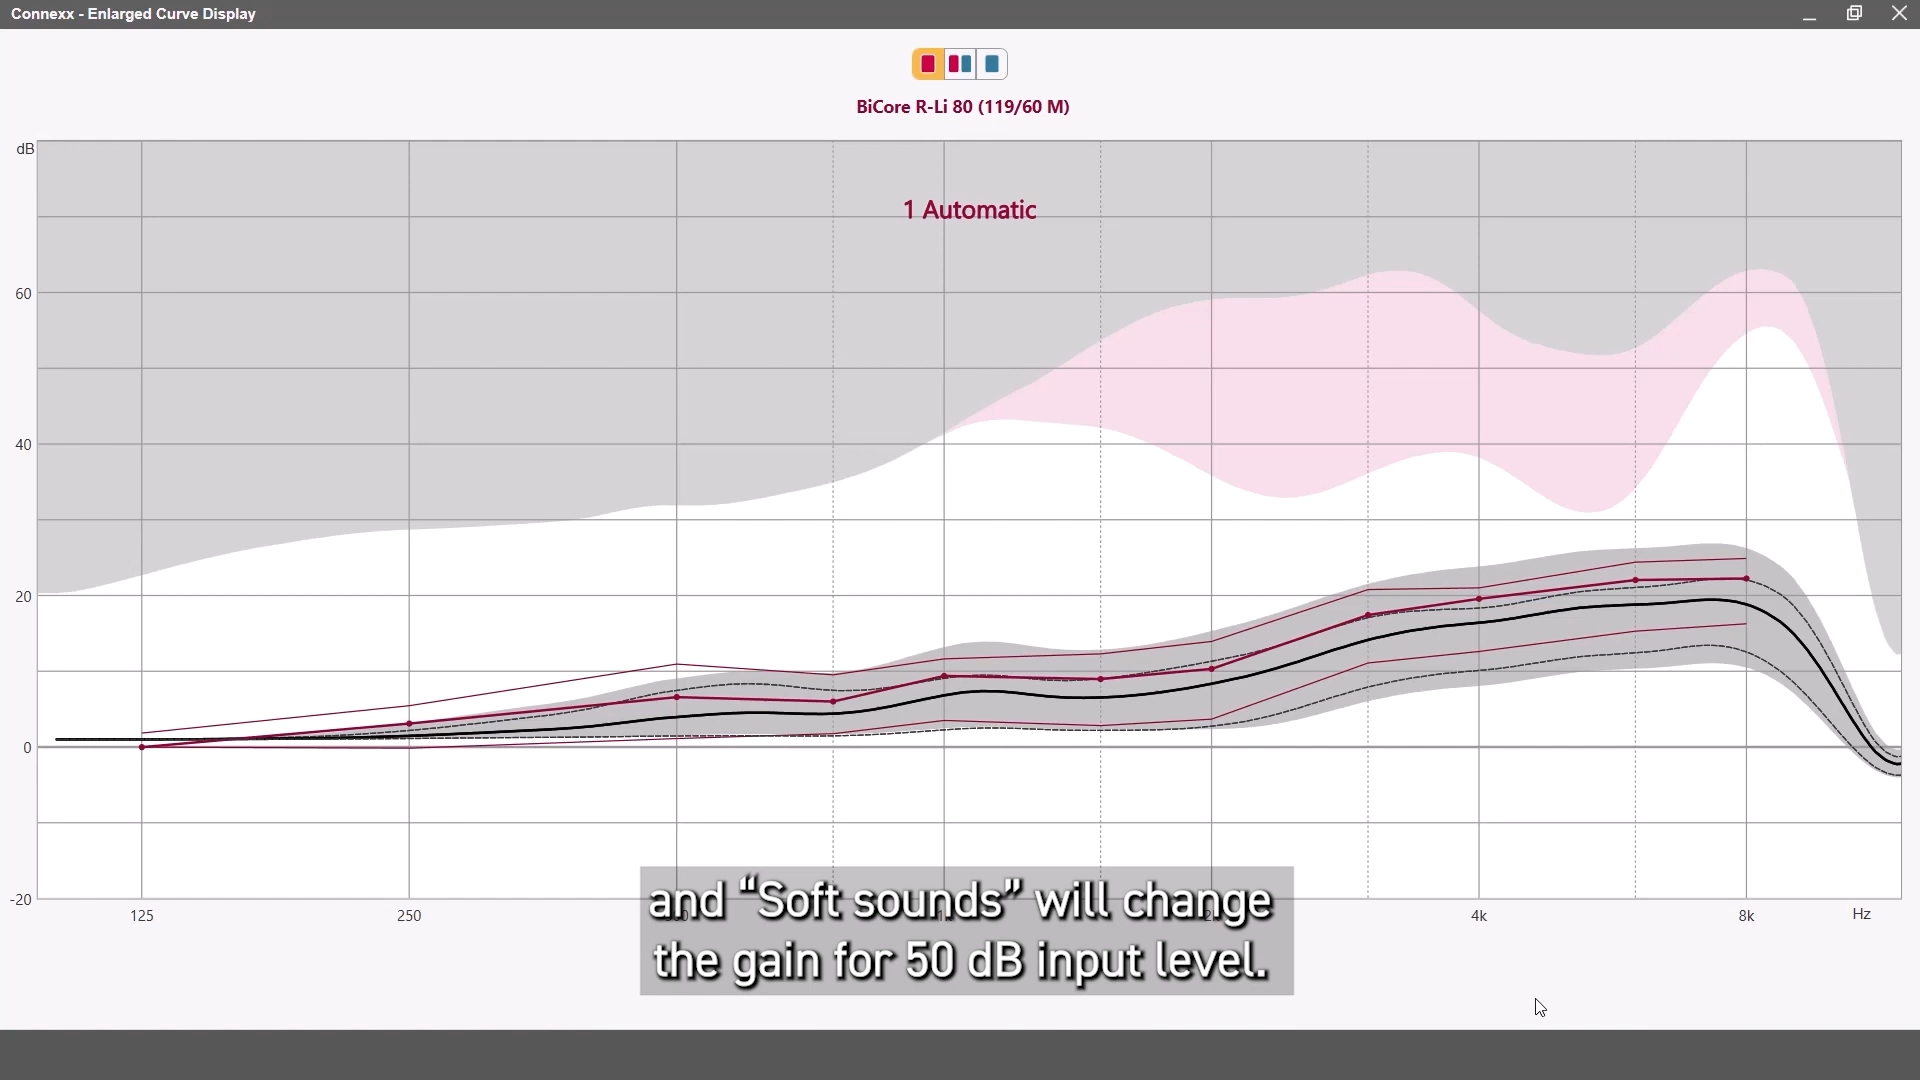 Connexx - Enlarged Curve Display
BiCore R-Li 80 (119/60 M)
dB
1 Automatic
60
40
20
0
-20
125
250
4k
8k
Hz
and “Soft sounds” will change
the gain for 50 dB input level.